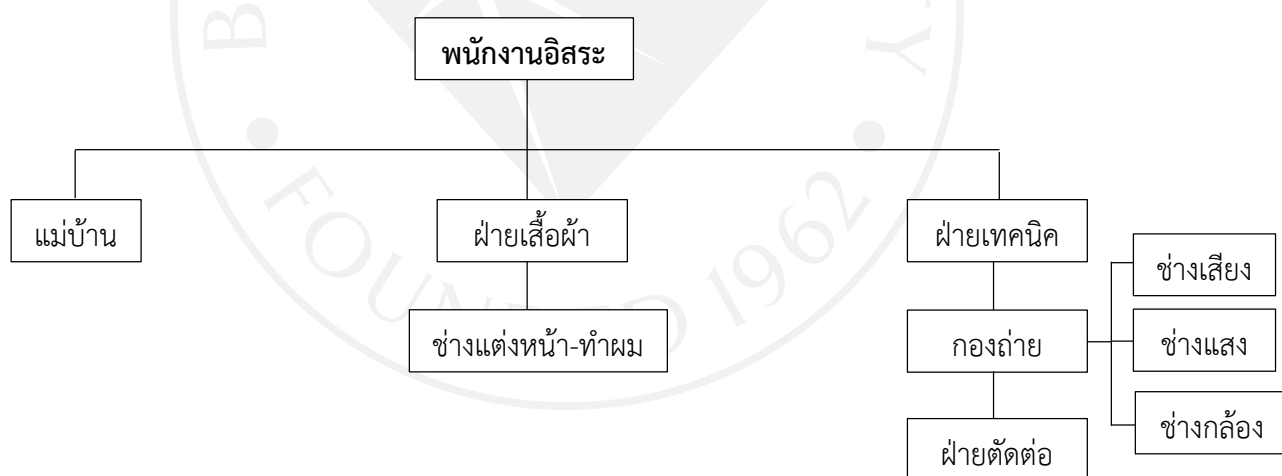 พนักงานอิสระ
แม่บ้าน
ฝ่ายเสื้อผ้า
ฝ่ายเทคนิค
ช่างเสียง
ช่างแต่งหน้า-ทำผม
กองถ่าย
ช่างแสง
ช่างกล้อง
ฝ่ายตัดต่อ
B
Y
FOUNDED 1962